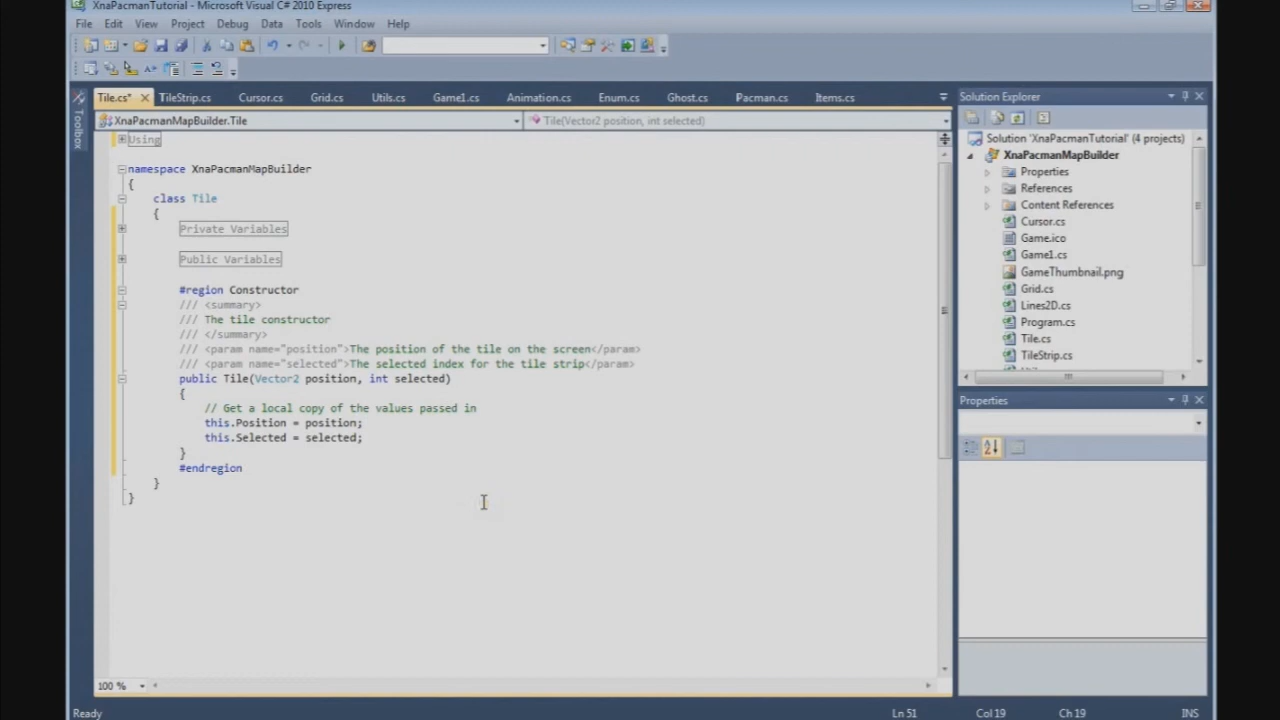 XnaPacmanTutorial - Microsoft Visual C# 2010 Express
File Edit View Project Debug Data Tools Window Help
Tile.cs* TileStrip.cs Cursor.cs Grid.cs Utils.cs Game1.cs Animation.cs Enum.cs Ghost.cs Pacman.cs Items.cs
Toolbox
XnaPacmanMapBuilder.Tile
Tile(Vector2 position, int selected)
Using
namespace XnaPacmanMapBuilder
{
class Tile
{
Private Variables
Public Variables
#region Constructor
/// <summary>
/// The tile constructor
/// </summary>
/// <param name="position">The position of the tile on the screen</param>
/// <param name="selected">The selected index for the tile strip</param>
public Tile(Vector2 position, int selected)
{
// Get a local copy of the values passed in
this.Position = position;
this.Selected = selected;
}
#endregion
}
}
100 %
Solution Explorer
Solution 'XnaPacmanTutorial' (4 projects)
XnaPacmanMapBuilder
Properties
References
Content References
Cursor.cs
Game.ico
Game1.cs
GameThumbnail.png
Grid.cs
Lines2D.cs
Program.cs
Tile.cs
TileStrip.cs
Properties
Ready
Ln 51
Col 19
Ch 19
INS